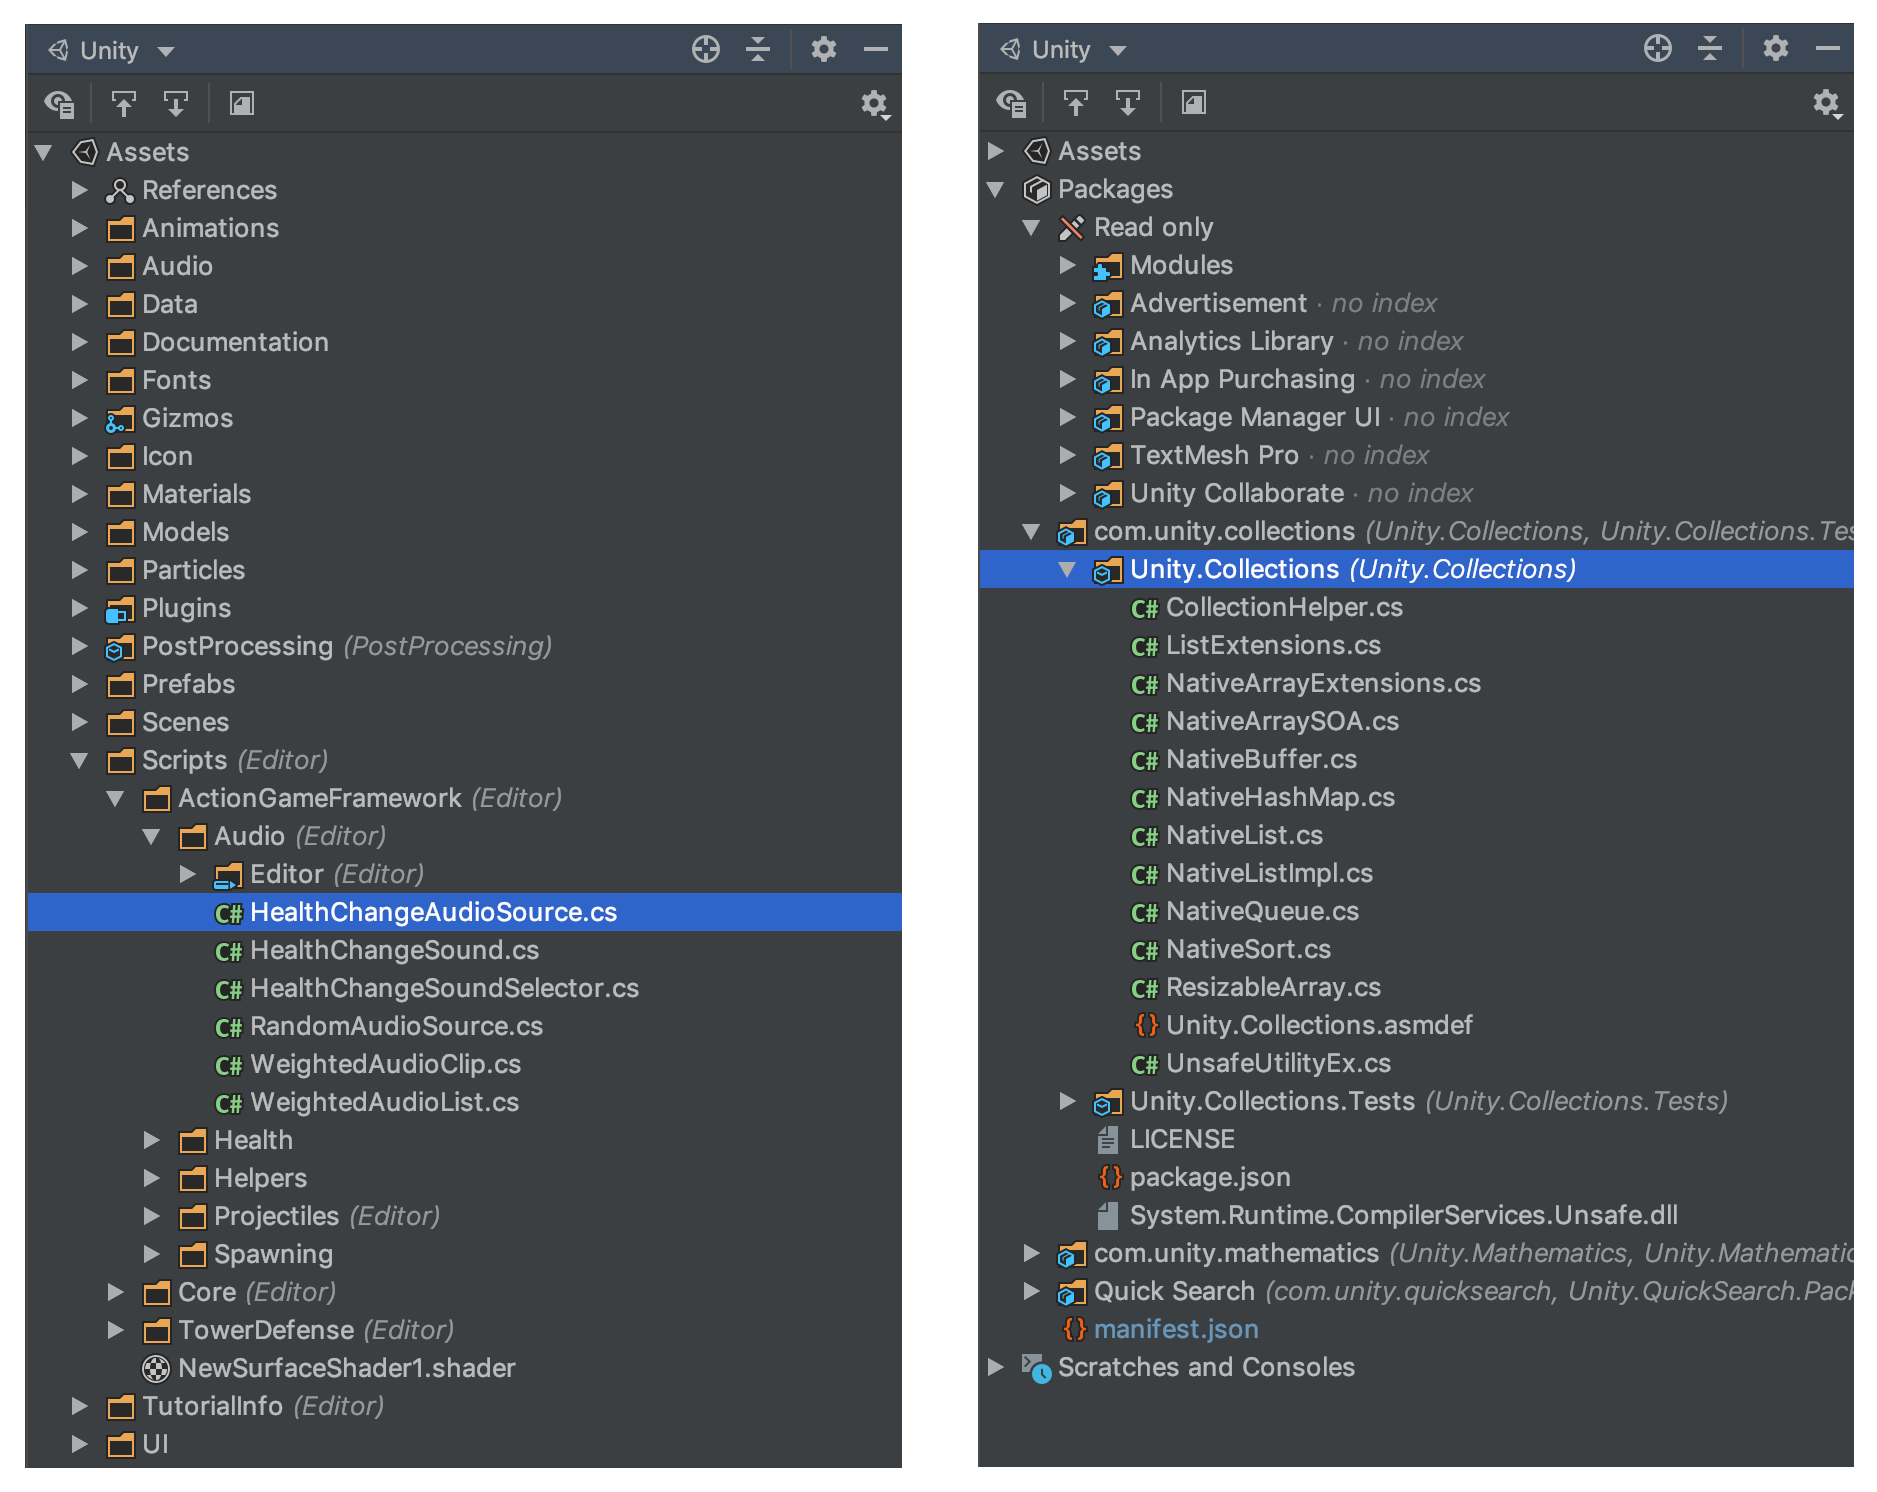 Unity
Assets
References
Animations
Audio
Data
Documentation
Fonts
Gizmos
Icon
Materials
Models
Particles
Plugins
PostProcessing (PostProcessing)
Prefabs
Scenes
Scripts (Editor)
ActionGameFramework (Editor)
Audio (Editor)
Editor (Editor)
C# HealthChangeAudioSource.cs
C# HealthChangeSound.cs
C# HealthChangeSoundSelector.cs
C# RandomAudioSource.cs
C# WeightedAudioClip.cs
C# WeightedAudioList.cs
Health
Helpers
Projectiles (Editor)
Spawning
Core (Editor)
TowerDefense (Editor)
NewSurfaceShader1.shader
TutorialInfo (Editor)
UI
Unity
Assets
Packages
Read only
Modules
Advertisement · no index
Analytics Library · no index
In App Purchasing · no index
Package Manager UI · no index
TextMesh Pro · no index
Unity Collaborate · no index
com.unity.collections (Unity.Collections, Unity.Collections.Tes
Unity.Collections (Unity.Collections)
C# CollectionHelper.cs
C# ListExtensions.cs
C# NativeArrayExtensions.cs
C# NativeArraySOA.cs
C# NativeBuffer.cs
C# NativeHashMap.cs
C# NativeList.cs
C# NativeListImpl.cs
C# NativeQueue.cs
C# NativeSort.cs
C# ResizableArray.cs
{} Unity.Collections.asmdef
C# UnsafeUtilityEx.cs
Unity.Collections.Tests (Unity.Collections.Tests)
LICENSE
{} package.json
System.Runtime.CompilerServices.Unsafe.dll
com.unity.mathematics (Unity.Mathematics, Unity.Mathematic
Quick Search (com.unity.quicksearch, Unity.QuickSearch.Pack
{} manifest.json
Scratches and Consoles